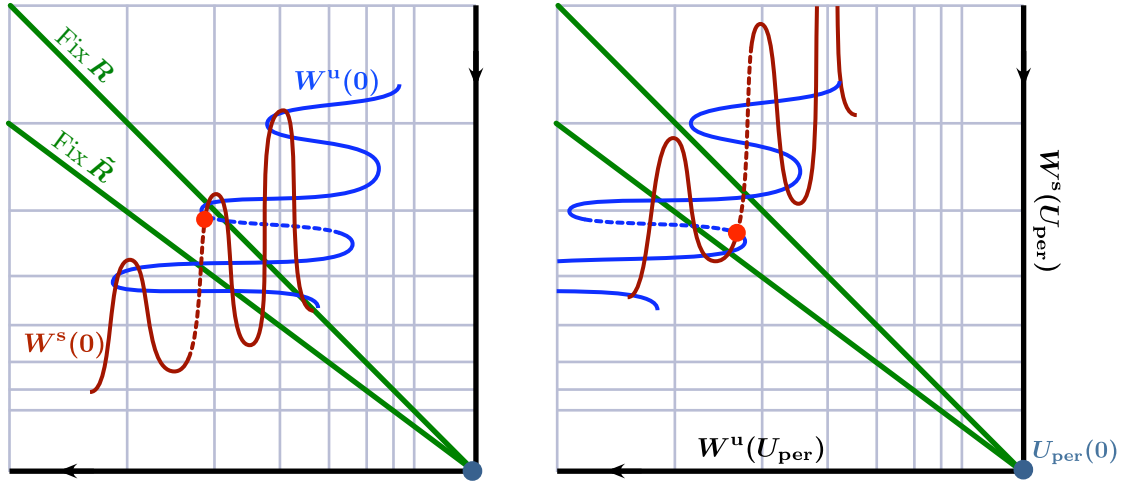 Fix R
W^u(0)
Fix R̃
W^s(0)
W^s(U_per)
W^u(U_per)
U_per(0)